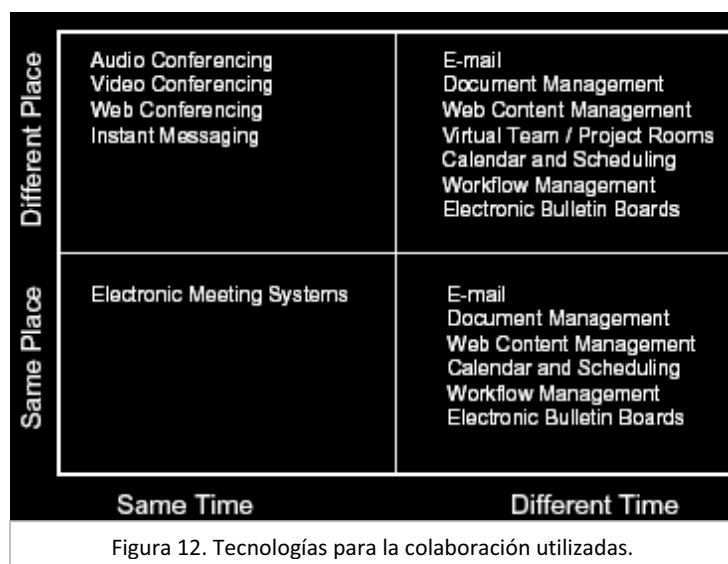 Different Place
Audio Conferencing
Video Conferencing
Web Conferencing
Instant Messaging
E-mail
Document Management
Web Content Management
Virtual Team / Project Rooms
Calendar and Scheduling
Workflow Management
Electronic Bulletin Boards
Same Place
Electronic Meeting Systems
E-mail
Document Management
Web Content Management
Calendar and Scheduling
Workflow Management
Electronic Bulletin Boards
Same Time
Different Time
Figura 12. Tecnologías para la colaboración utilizadas.